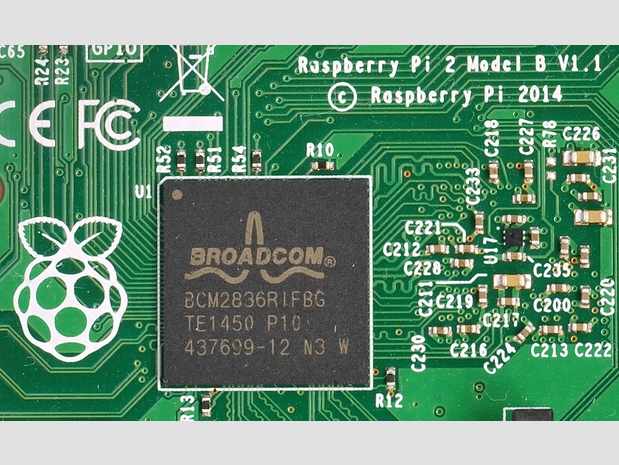 C65
GPIO
R24
R23
Raspberry Pi 2 Model B V1.1
© Raspberry Pi 2014
CE FC
R52
R51
R54
R10
C218
C227
R78
C226
C231
U1
C233
BROADCOM®
BCM2836RIFBG
TE1450 P10
437699-12 N3 W
C221
C212
C228
U17
C235
C211
C219
C217
C200
C220
C230
C216
C224
C213
C222
R13
R12